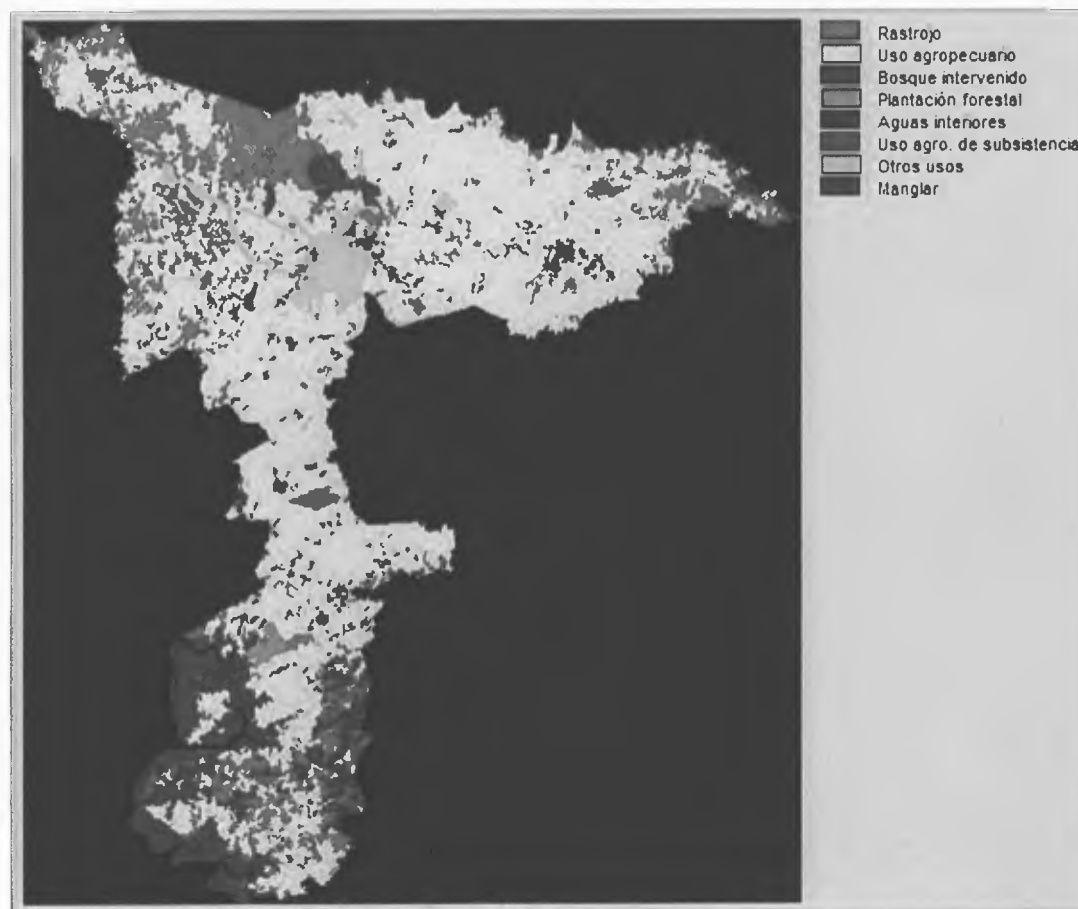 Rastrojo
Uso agropecuario
Bosque intervenido
Plantación forestal
Aguas interiores
Uso agro. de subsistencia
Otros usos
Manglar